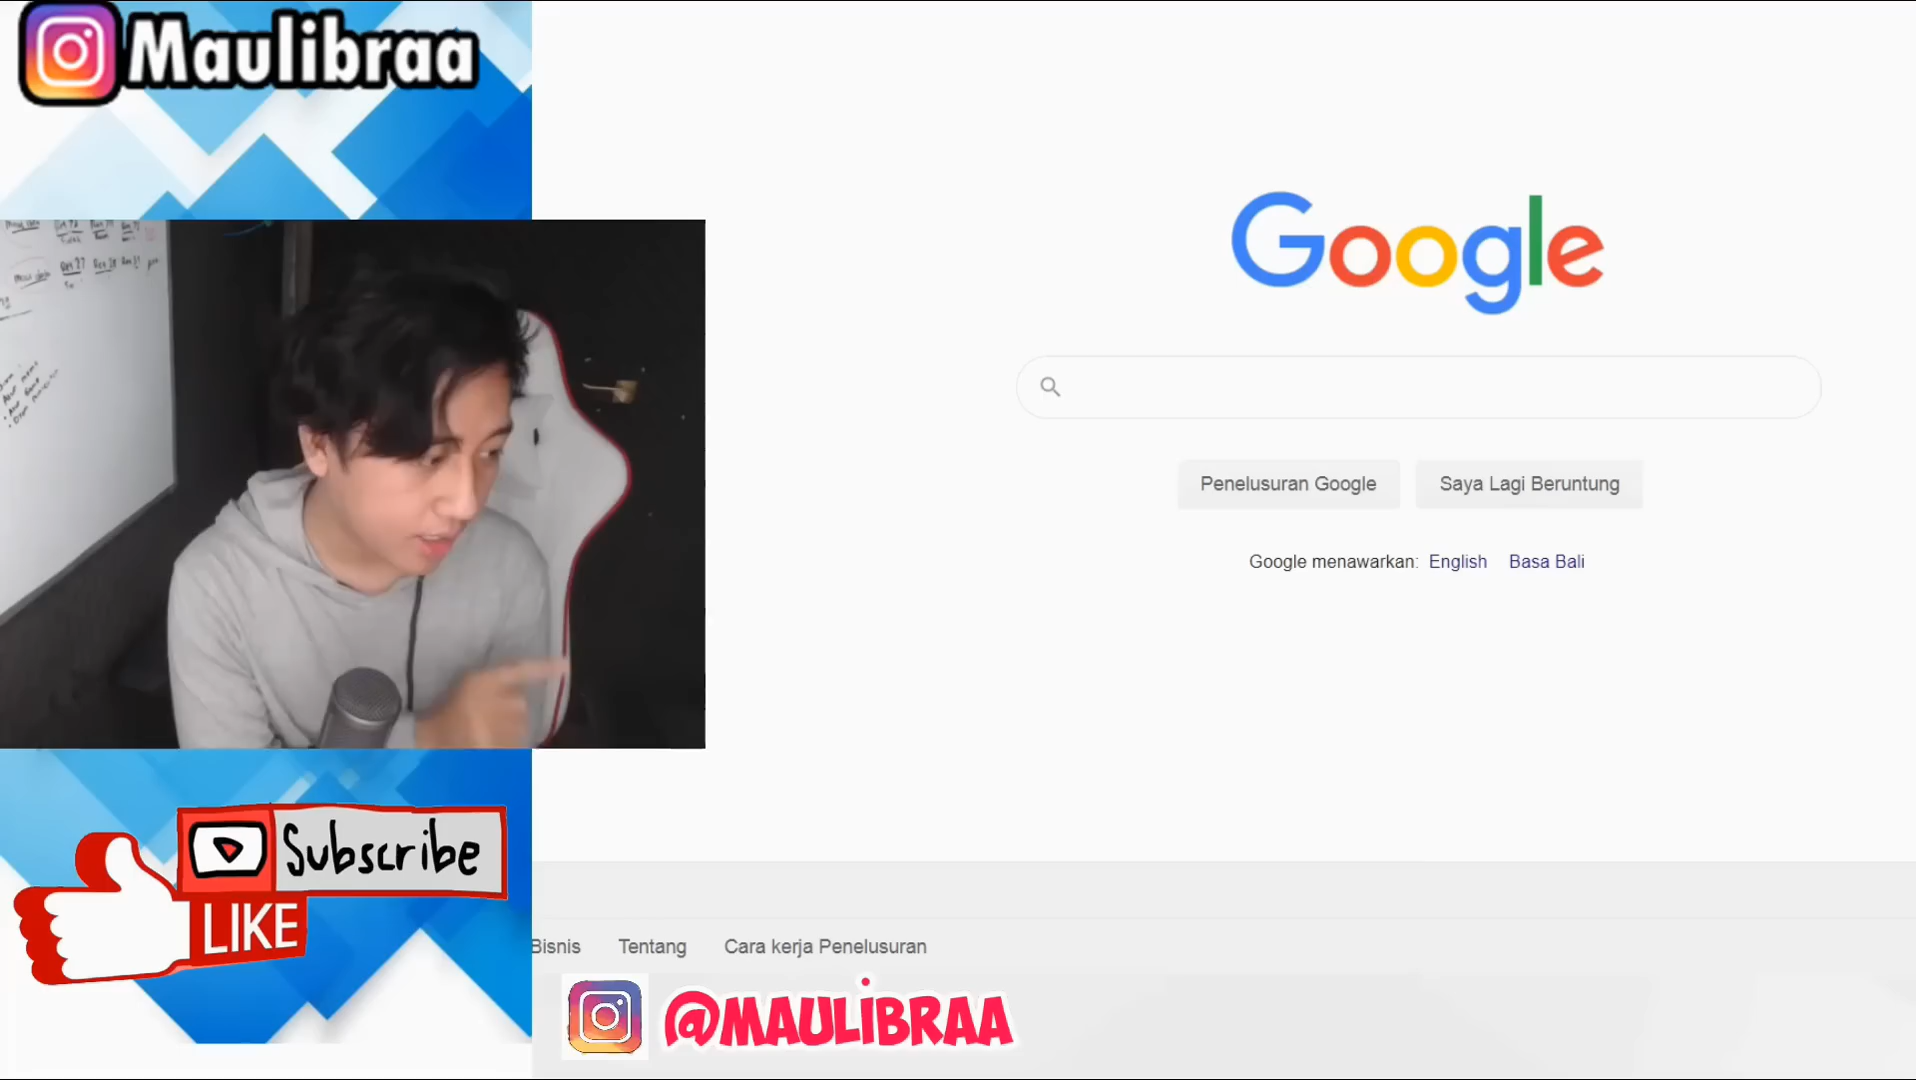 Maulibraa
Google
Penelusuran Google
Saya Lagi Beruntung
Google menawarkan: English Basa Bali
Subscribe
LIKE
Bisnis
Tentang
Cara kerja Penelusuran
@MAULIBRAA